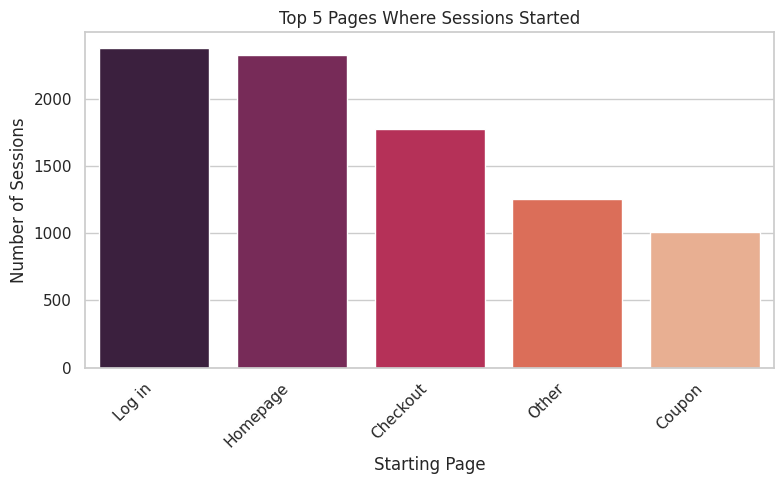 Top 5 Pages Where Sessions Started
Number of Sessions
2000
1500
1000
500
0
Log in
Homepage
Checkout
Other
Coupon
Starting Page